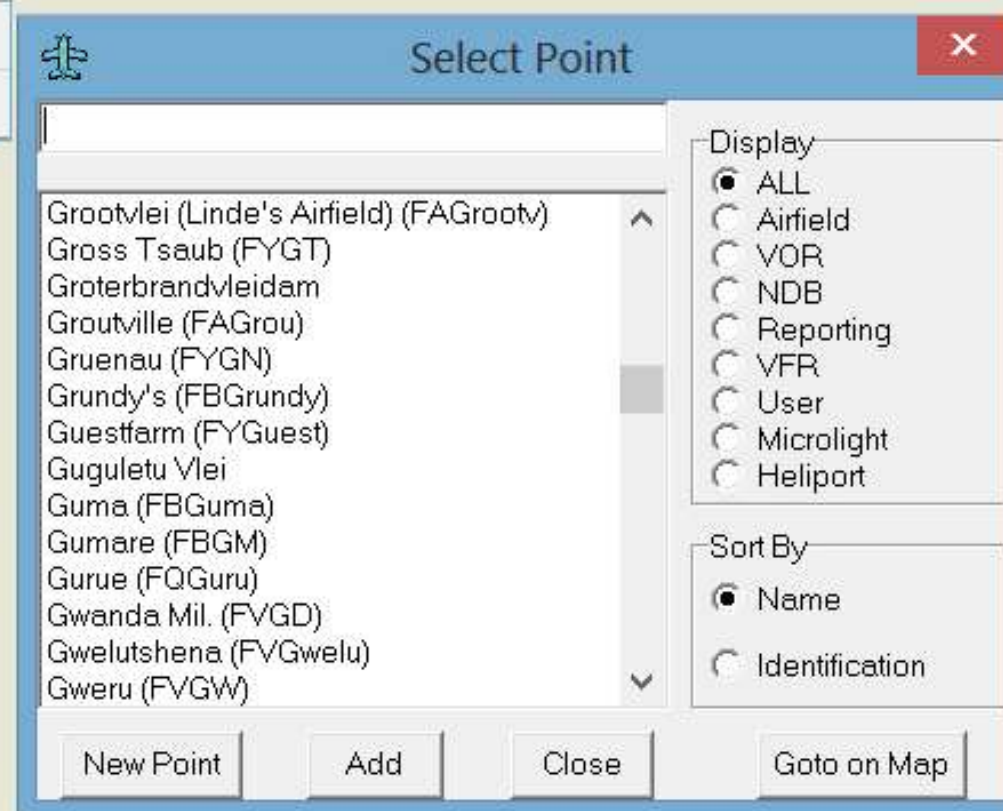 Select Point
Grootvlei (Linde's Airfield) (FAGrootv)
Gross Tsaub (FYGT)
Groterbrandvleidam
Groutville (FAGrou)
Gruenau (FYGN)
Grundy's (FBGrundy)
Guestfarm (FYGuest)
Guguletu Vlei
Guma (FBGuma)
Gumare (FBGM)
Gurue (FQGuru)
Gwanda Mil. (FVGD)
Gwelutshena (FVGwelu)
Gweru (FVGW)
Display
ALL
Airfield
VOR
NDB
Reporting
VFR
User
Microlight
Heliport
Sort By
Name
Identification
New Point
Add
Close
Goto on Map